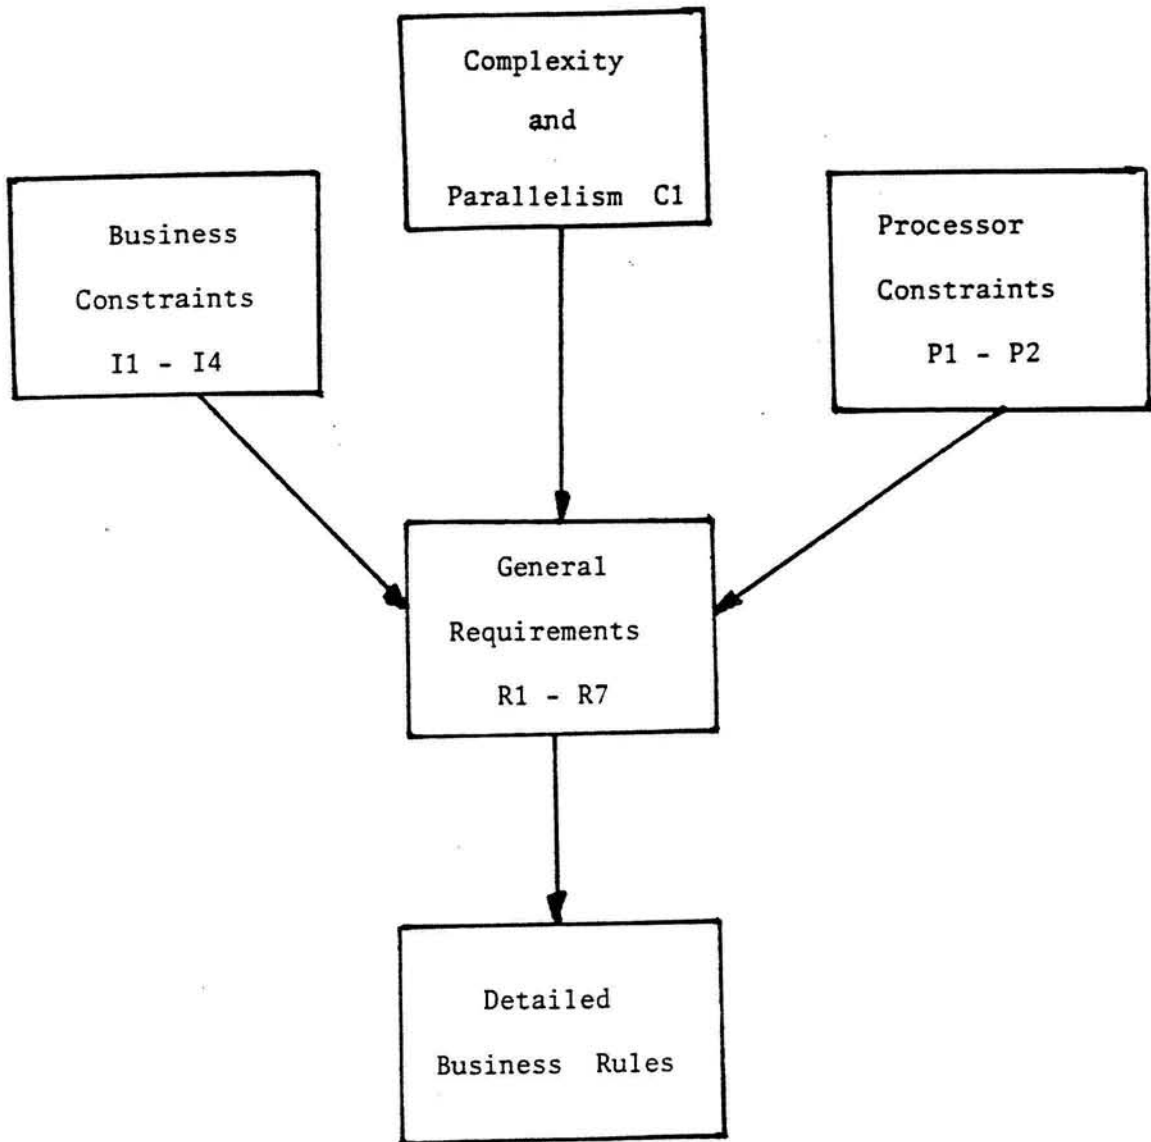 Complexity
and
Parallelism C1
Business
Constraints
I1 - I4
Processor
Constraints
P1 - P2
General
Requirements
R1 - R7
Detailed
Business Rules